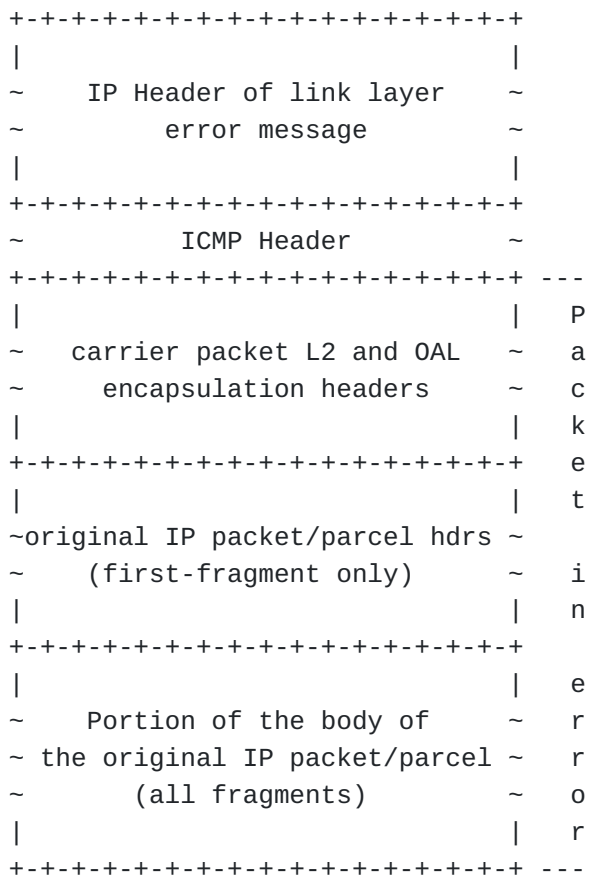 +-+-+-+-+-+-+-+-+-+-+-+-+-+-+-+-+
|                               |
~    IP Header of link layer    ~
~         error message         ~
|                               |
+-+-+-+-+-+-+-+-+-+-+-+-+-+-+-+-+
~          ICMP Header          ~
+-+-+-+-+-+-+-+-+-+-+-+-+-+-+-+-+ ---
|                               |   P
~   carrier packet L2 and OAL   ~   a
~     encapsulation headers     ~   c
|                               |   k
+-+-+-+-+-+-+-+-+-+-+-+-+-+-+-+-+   e
|                               |   t
~original IP packet/parcel hdrs ~
~    (first-fragment only)      ~   i
|                               |   n
+-+-+-+-+-+-+-+-+-+-+-+-+-+-+-+-+
|                               |   e
~    Portion of the body of     ~   r
~ the original IP packet/parcel ~   r
~       (all fragments)         ~   o
|                               |   r
+-+-+-+-+-+-+-+-+-+-+-+-+-+-+-+-+ ---